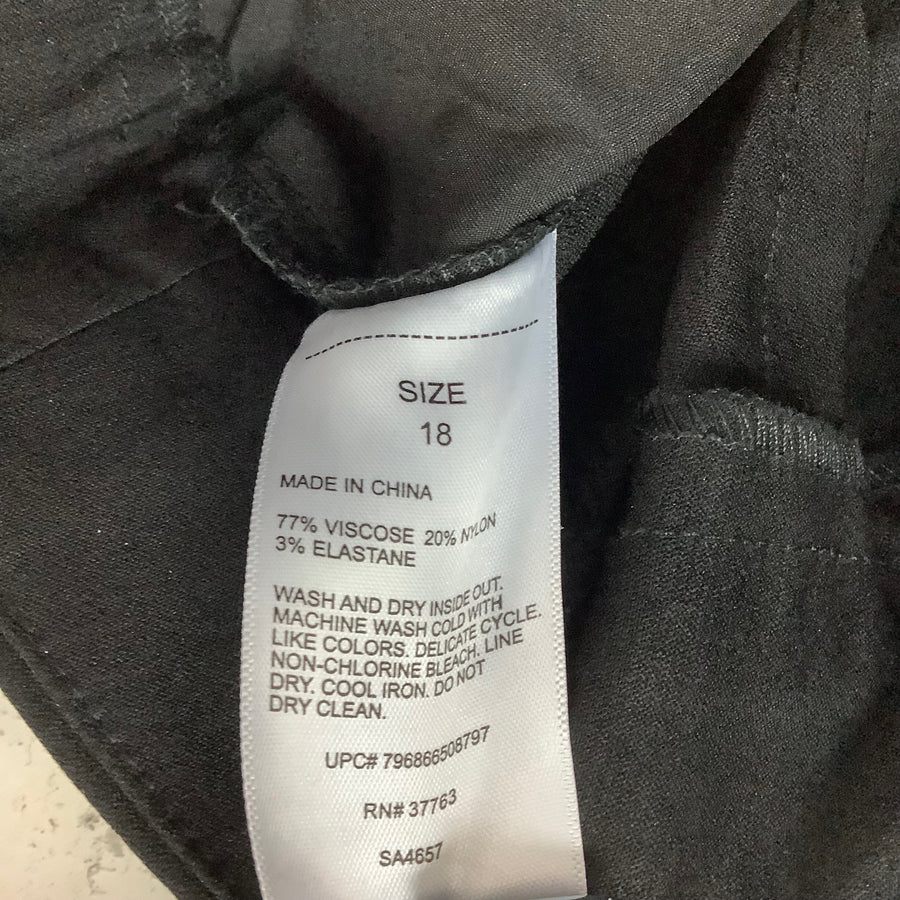 SIZE
18
MADE IN CHINA
77% VISCOSE 20% NYLON
3% ELASTANE
WASH AND DRY INSIDE OUT.
MACHINE WASH COLD WITH
LIKE COLORS. DELICATE CYCLE.
NON-CHLORINE BLEACH. LINE
DRY. COOL IRON. DO NOT
DRY CLEAN.
UPC# 796866508797
RN# 37763
SA4657